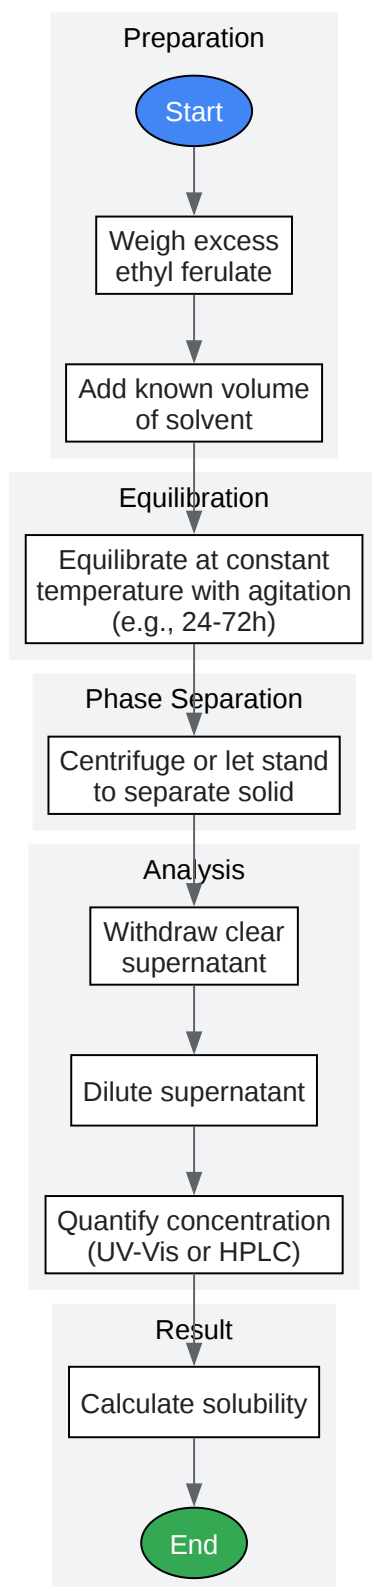 Preparation
Start
Weigh excess
ethyl ferulate
Add known volume
of solvent
Equilibration
Equilibrate at constant
temperature with agitation
(e.g., 24-72h)
Phase Separation
Centrifuge or let stand
to separate solid
Analysis
Withdraw clear
supernatant
Dilute supernatant
Quantify concentration
(UV-Vis or HPLC)
Result
Calculate solubility
End